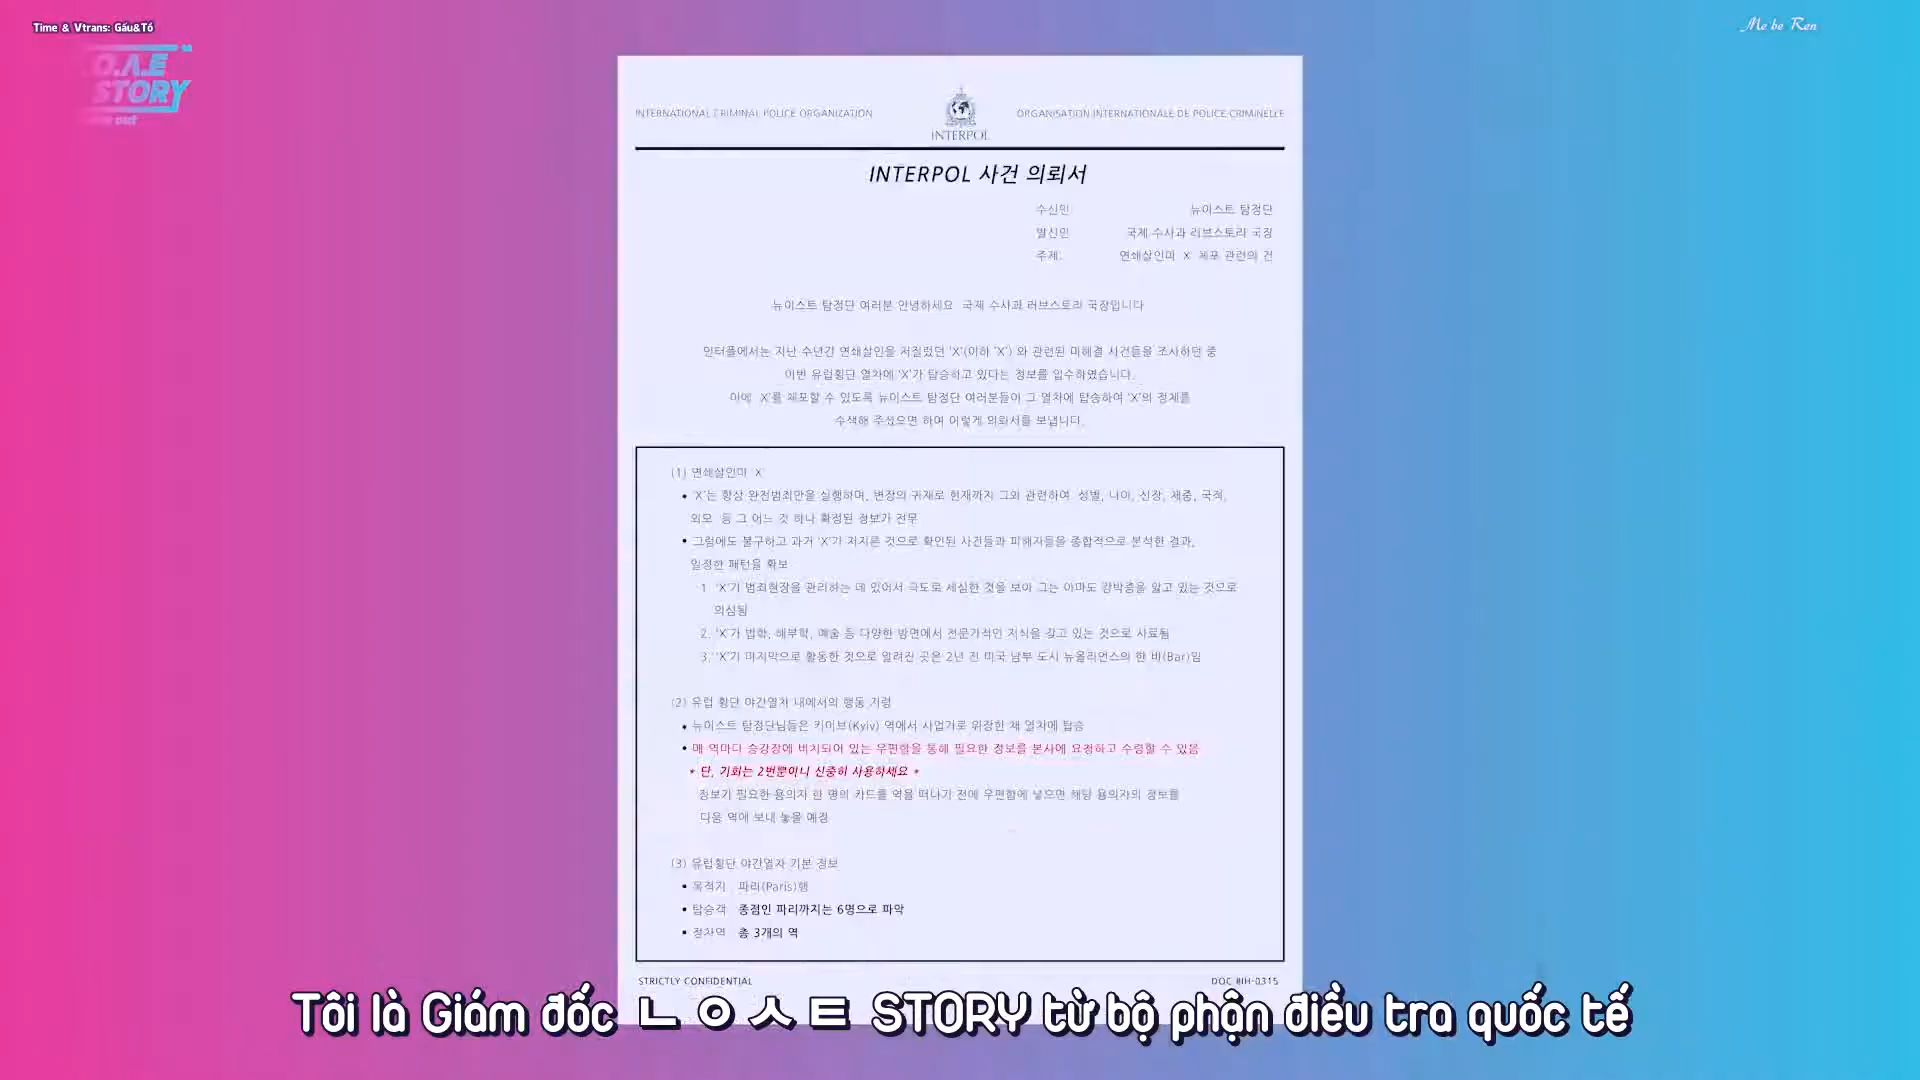 Time & Vtrans: Gấu&Tồ
Me be Ren
O.Λ.E
STORY
INTERNATIONAL CRIMINAL POLICE ORGANIZATION
INTERPOL
ORGANISATION INTERNATIONALE DE POLICE CRIMINELLE
INTERPOL 사건 의뢰서
수신인 뉴이스트 탐정단
발신인 국제 수사과 러브스토리 국장
주제: 연쇄살인마 'X' 체포 관련의 건
뉴이스트 탐정단 여러분 안녕하세요 국제 수사과 러브스토리 국장입니다
인터폴에서는 지난 수년간 연쇄살인을 저질렀던 'X'(이하 'X') 와 관련된 미해결 사건들을 조사하던 중
이번 유럽횡단 열차에 'X'가 탑승하고 있다는 정보를 입수하였습니다.
이에 'X'를 체포할 수 있도록 뉴이스트 탐정단 여러분들이 그 열차에 탑승하여 'X'의 정체를
수색해 주셨으면 하여 이렇게 의뢰서를 보냅니다.
(1) 연쇄살인마 'X'
• 'X'는 항상 완전범죄만을 실행하며, 변장의 귀재로 현재까지 그와 관련하여 성별, 나이, 신장, 체중, 국적,
외모 등 그 어느 것 하나 확정된 정보가 전무
• 그럼에도 불구하고 과거 'X'가 저지른 것으로 확인된 사건들과 피해자들을 종합적으로 분석한 결과,
일정한 패턴을 확보
1. 'X'가 범죄현장을 관리하는 데 있어서 극도로 세심한 것을 보아 그는 아마도 강박증을 앓고 있는 것으로
의심됨
2. 'X'가 법학, 해부학, 예술 등 다양한 방면에서 전문가적인 지식을 갖고 있는 것으로 사료됨
3. 'X'가 마지막으로 활동한 것으로 알려진 곳은 2년 전 미국 남부 도시 뉴올리언스의 한 바(Bar)임
(2) 유럽 횡단 야간열차 내에서의 행동 지령
• 뉴이스트 탐정단님들은 키이브(Kyiv) 역에서 사업가로 위장한 채 열차에 탑승
• 매 역마다 승강장에 비치되어 있는 우편함을 통해 필요한 정보를 본사에 요청하고 수령할 수 있음
* 단, 기회는 2번뿐이니 신중히 사용하세요 *
정보가 필요한 용의자 한 명의 카드를 역을 떠나기 전에 우편함에 넣으면 해당 용의자의 정보를
다음 역에 보내 놓을 예정
(3) 유럽횡단 야간열차 기본 정보
• 목적지 파리(Paris)행
• 탑승객 종점인 파리까지는 6명으로 파악
• 정차역 총 3개의 역
STRICTLY CONFIDENTIAL
DOC #IH-0315
Tôi là Giám đốc ㄴㅇㅅㅌ STORY từ bộ phận điều tra quốc tế